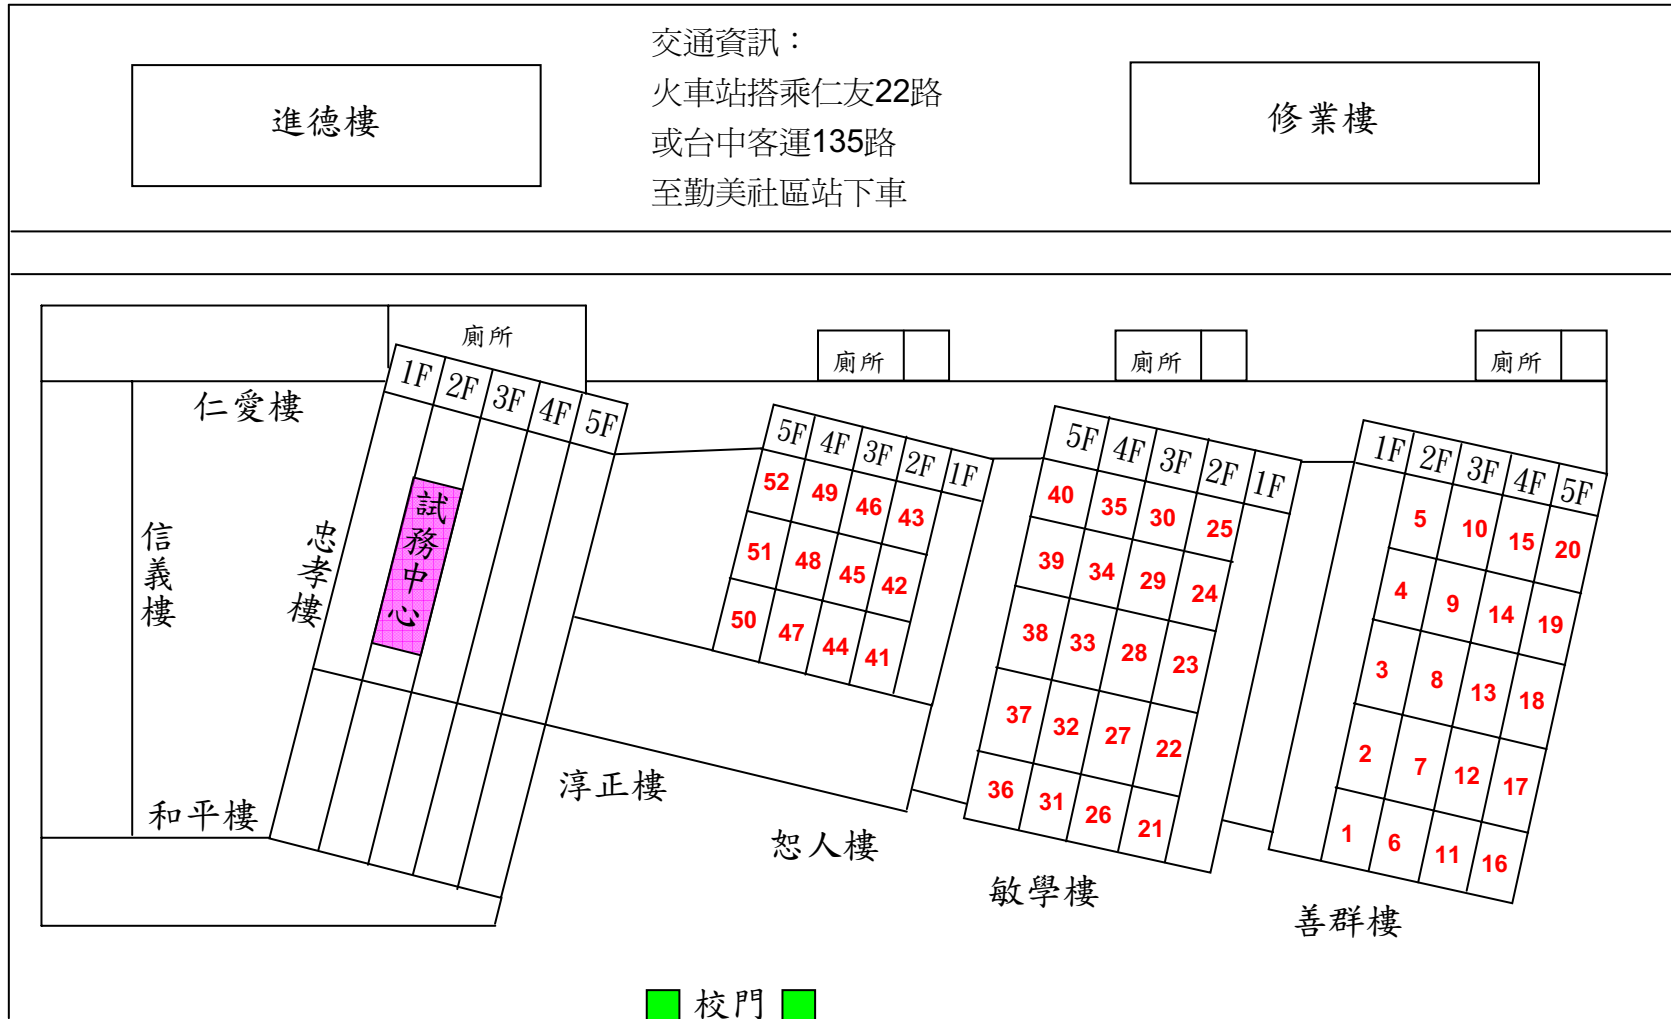 交通資訊：
火車站搭乘仁友22路
或台中客運135路
至勤美社區站下車
進德樓
修業樓
廁所
廁所
廁所
廁所
1F 2F 3F 4F 5F
仁愛樓
信義樓
忠孝樓
試務中心
和平樓
淳正樓
5F 4F 3F 2F 1F
52 49 46 43
51 48 45 42
50 47 44 41
恕人樓
5F 4F 3F 2F 1F
40 35 30 25
39 34 29 24
38 33 28 23
37 32 27 22
36 31 26 21
敏學樓
1F 2F 3F 4F 5F
5 10 15 20
4 9 14 19
3 8 13 18
2 7 12 17
1 6 11 16
善群樓
校門